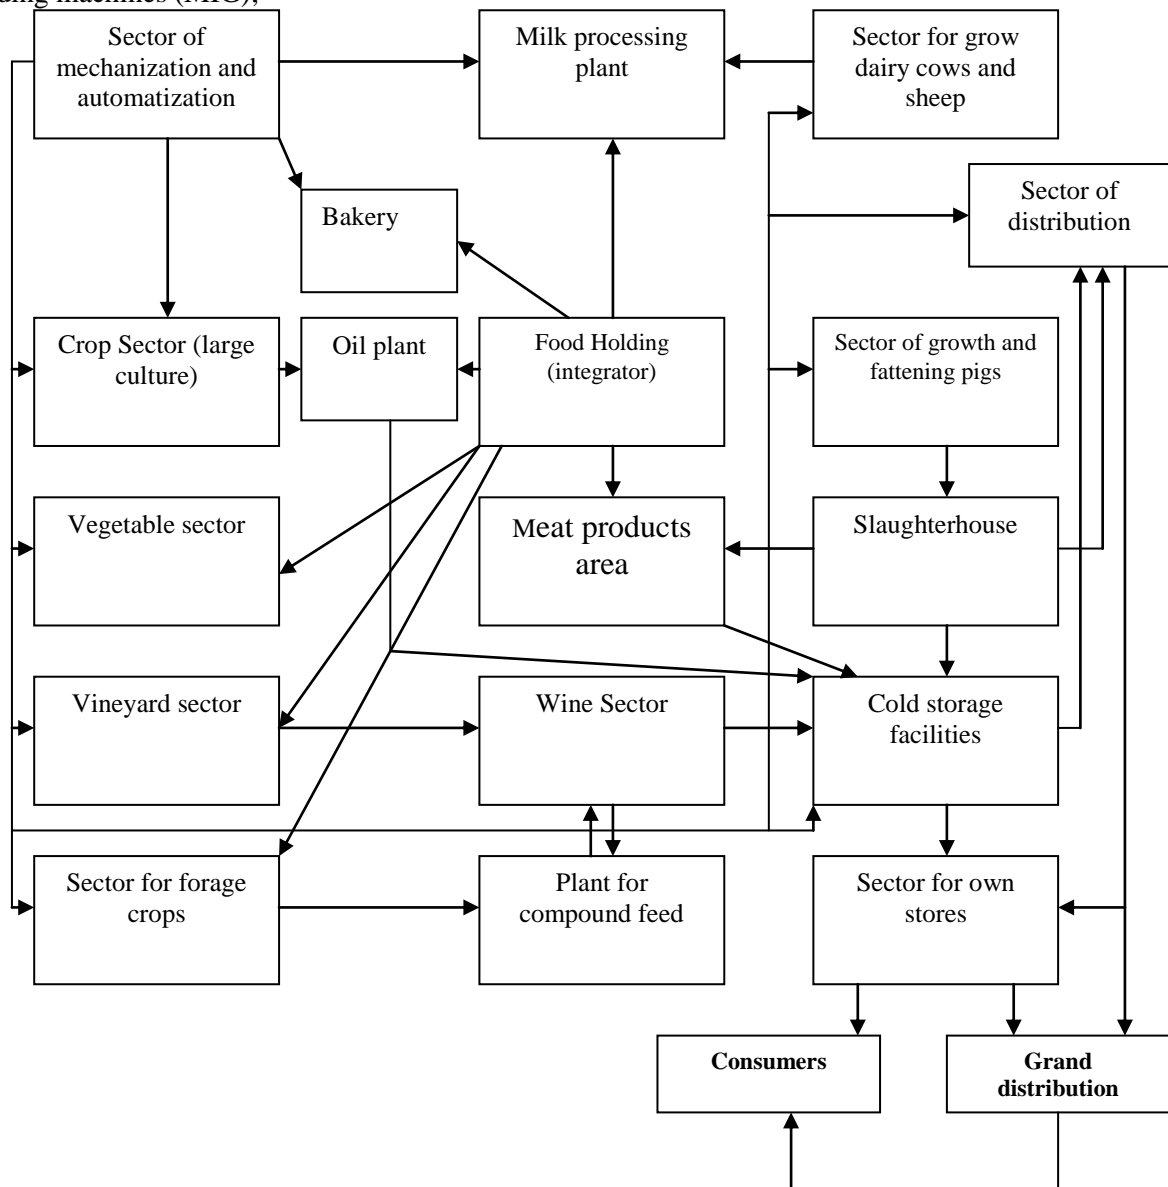 Sector of
mechanization and
automatization
Milk processing
plant
Sector for grow
dairy cows and
sheep
Sector of
distribution
Bakery
Crop Sector (large
culture)
Oil plant
Food Holding
(integrator)
Sector of growth and
fattening pigs
Vegetable sector
Meat products
area
Slaughterhouse
Vineyard sector
Wine Sector
Cold storage
facilities
Sector for forage
crops
Plant for
compound feed
Sector for own
stores
Consumers
Grand
distribution